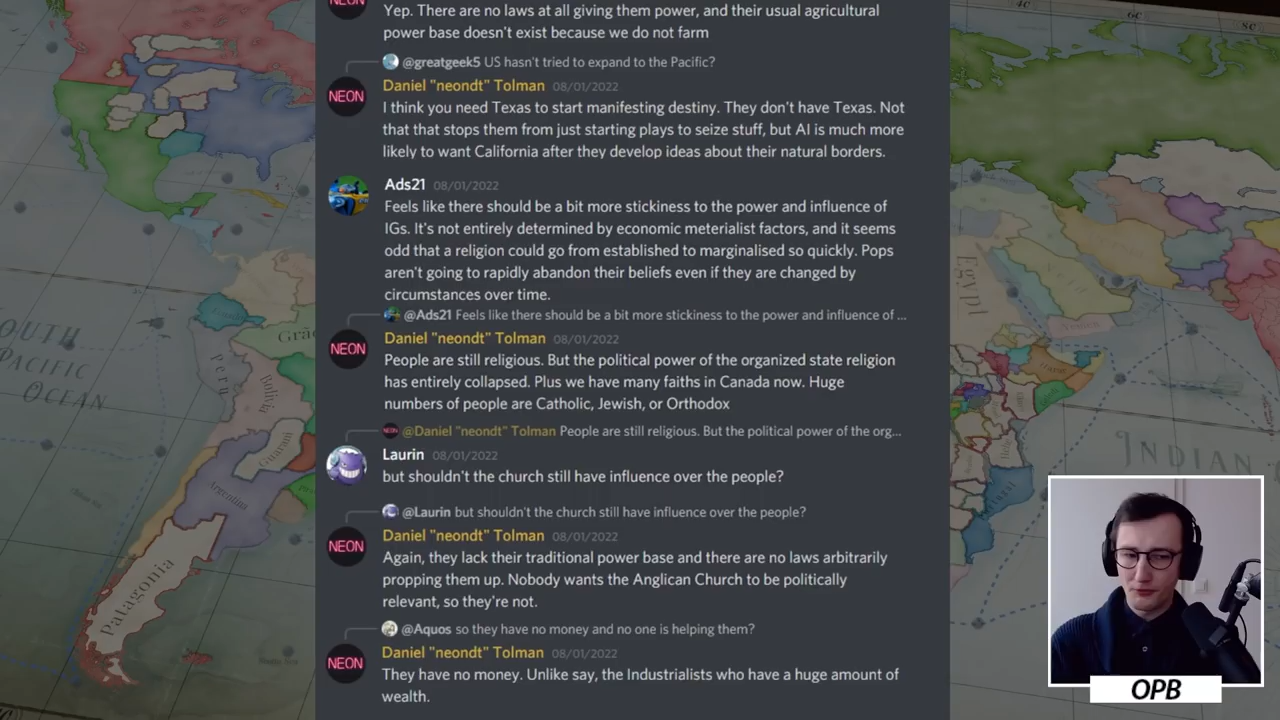 NEON
Yep. There are no laws at all giving them power, and their usual agricultural
power base doesn't exist because we do not farm
@greatgeek5 US hasn't tried to expand to the Pacific?
NEON
Daniel "neondt" Tolman 08/01/2022
I think you need Texas to start manifesting destiny. They don't have Texas. Not
that that stops them from just starting plays to seize stuff, but AI is much more
likely to want California after they develop ideas about their natural borders.
Ads21 08/01/2022
Feels like there should be a bit more stickiness to the power and influence of
IGs. It's not entirely determined by economic meterialist factors, and it seems
odd that a religion could go from established to marginalised so quickly. Pops
aren't going to rapidly abandon their beliefs even if they are changed by
circumstances over time.
@Ads21 Feels like there should be a bit more stickiness to the power and influence of ...
NEON
Daniel "neondt" Tolman 08/01/2022
People are still religious. But the political power of the organized state religion
has entirely collapsed. Plus we have many faiths in Canada now. Huge
numbers of people are Catholic, Jewish, or Orthodox
@Daniel "neondt" Tolman People are still religious. But the political power of the org...
Laurin 08/01/2022
but shouldn't the church still have influence over the people?
@Laurin but shouldn't the church still have influence over the people?
NEON
Daniel "neondt" Tolman 08/01/2022
Again, they lack their traditional power base and there are no laws arbitrarily
propping them up. Nobody wants the Anglican Church to be politically
relevant, so they're not.
@Aquos so they have no money and no one is helping them?
NEON
Daniel "neondt" Tolman 08/01/2022
They have no money. Unlike say, the Industrialists who have a huge amount of
wealth.
SOUTH
PACIFIC
OCEAN
Peru
Bolivia
Guarani
Argentina
Patagonia
Egypt
INDIAN
OPB